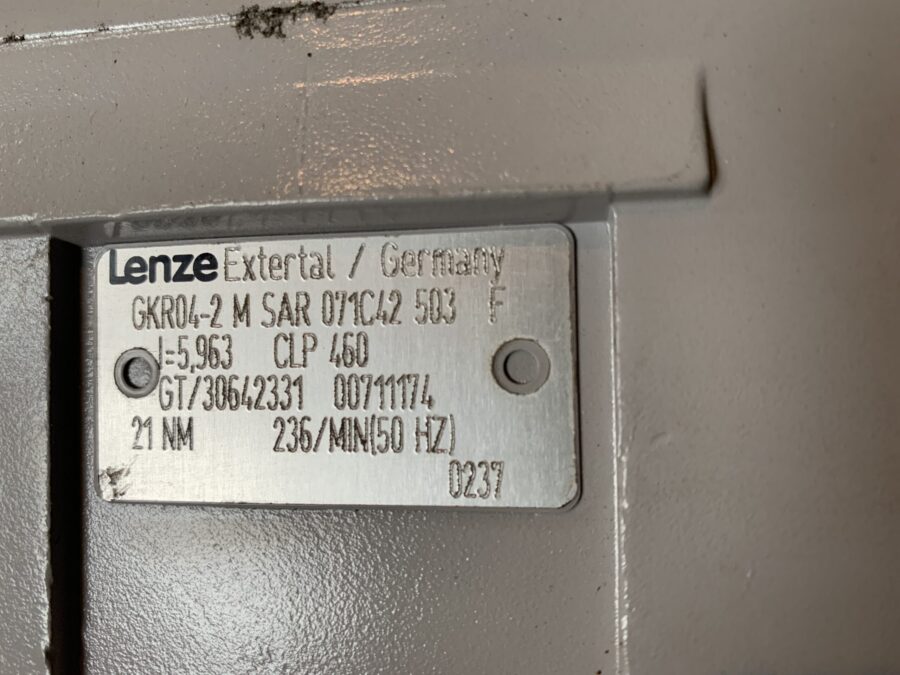 Lenze Extertal / Germany
GKR04-2 M SAR 071C42 503 F
I=5,963 CLP 460
GT/30642331 00711174
21 NM 236/MIN(50 HZ)
0237